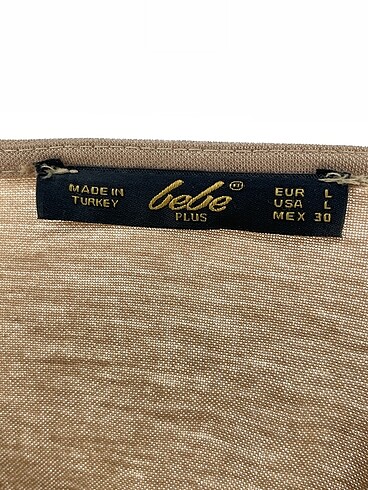 MADE IN
TURKEY
bebe
PLUS
EUR L
USA L
MEX 30